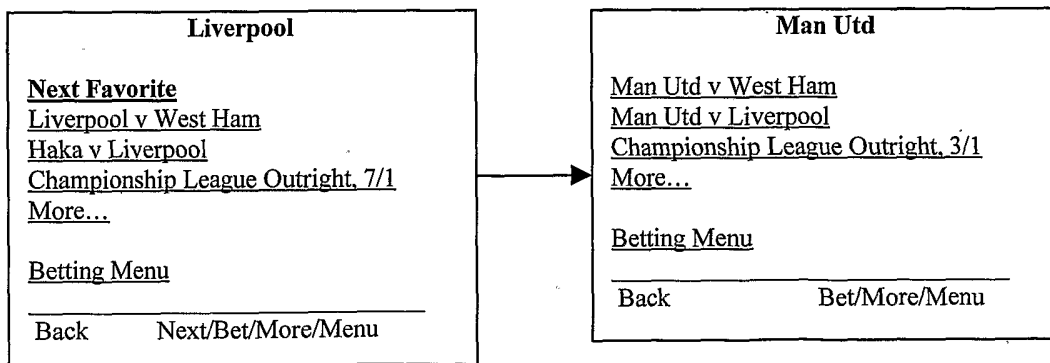 Liverpool
Next Favorite
Liverpool v West Ham
Haka v Liverpool
Championship League Outright, 7/1
More...
Betting Menu
Back Next/Bet/More/Menu
Man Utd
Man Utd v West Ham
Man Utd v Liverpool
Championship League Outright, 3/1
More...
Betting Menu
Back Bet/More/Menu